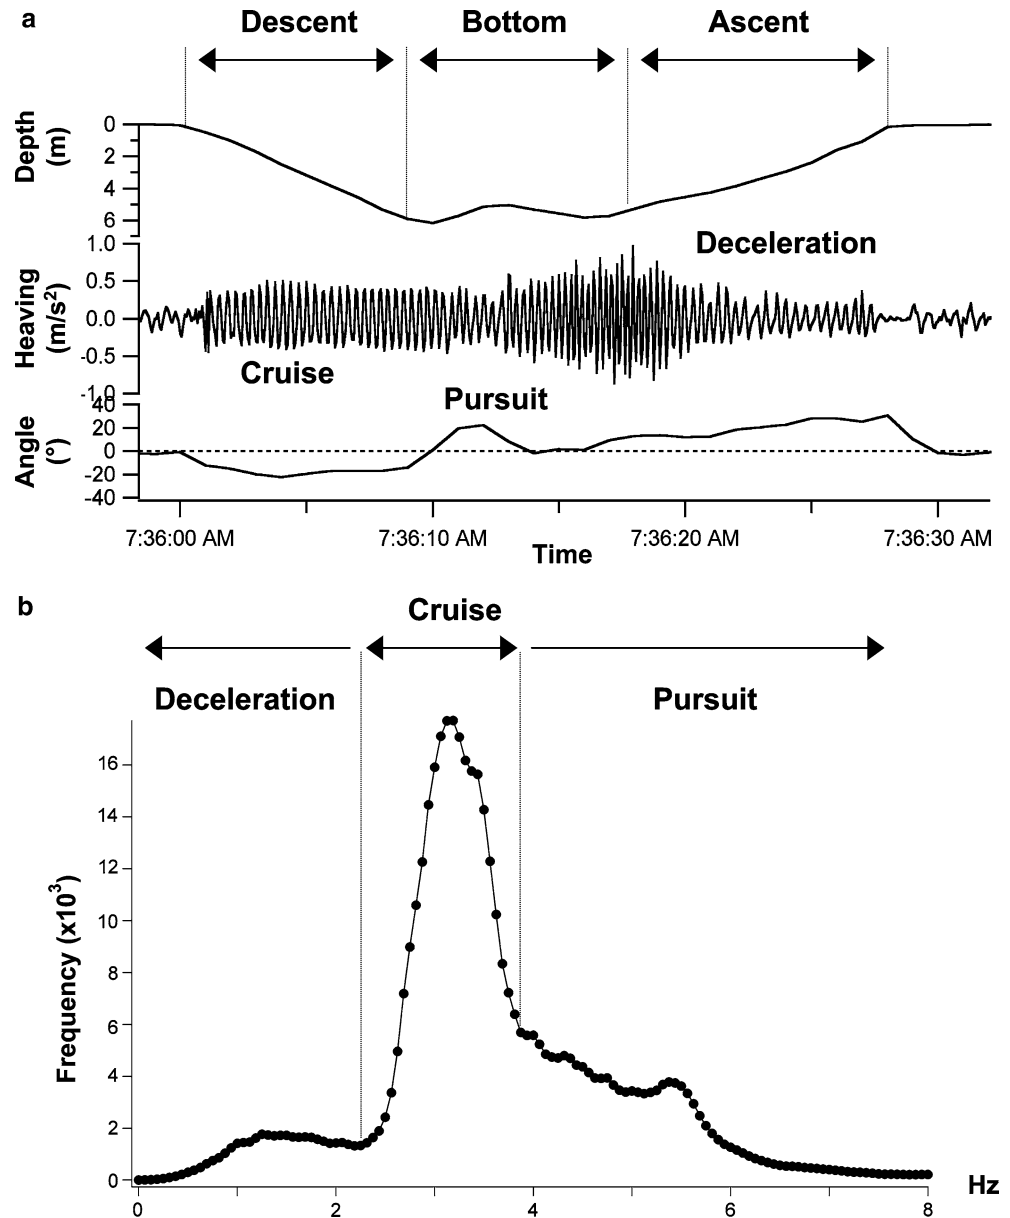 a
Descent Bottom Ascent
Depth
(m)
0
2
4
6
Heaving
(m/s2)
1.0
0.5
0.0
-0.5
-1.0
Deceleration
Cruise
Pursuit
Angle
(°)
40
20
0
-20
-40
7:36:00 AM 7:36:10 AM 7:36:20 AM 7:36:30 AM
Time
b
Cruise
Deceleration Pursuit
Frequency (x103)
16
14
12
10
8
6
4
2
0
0 2 4 6 8
Hz